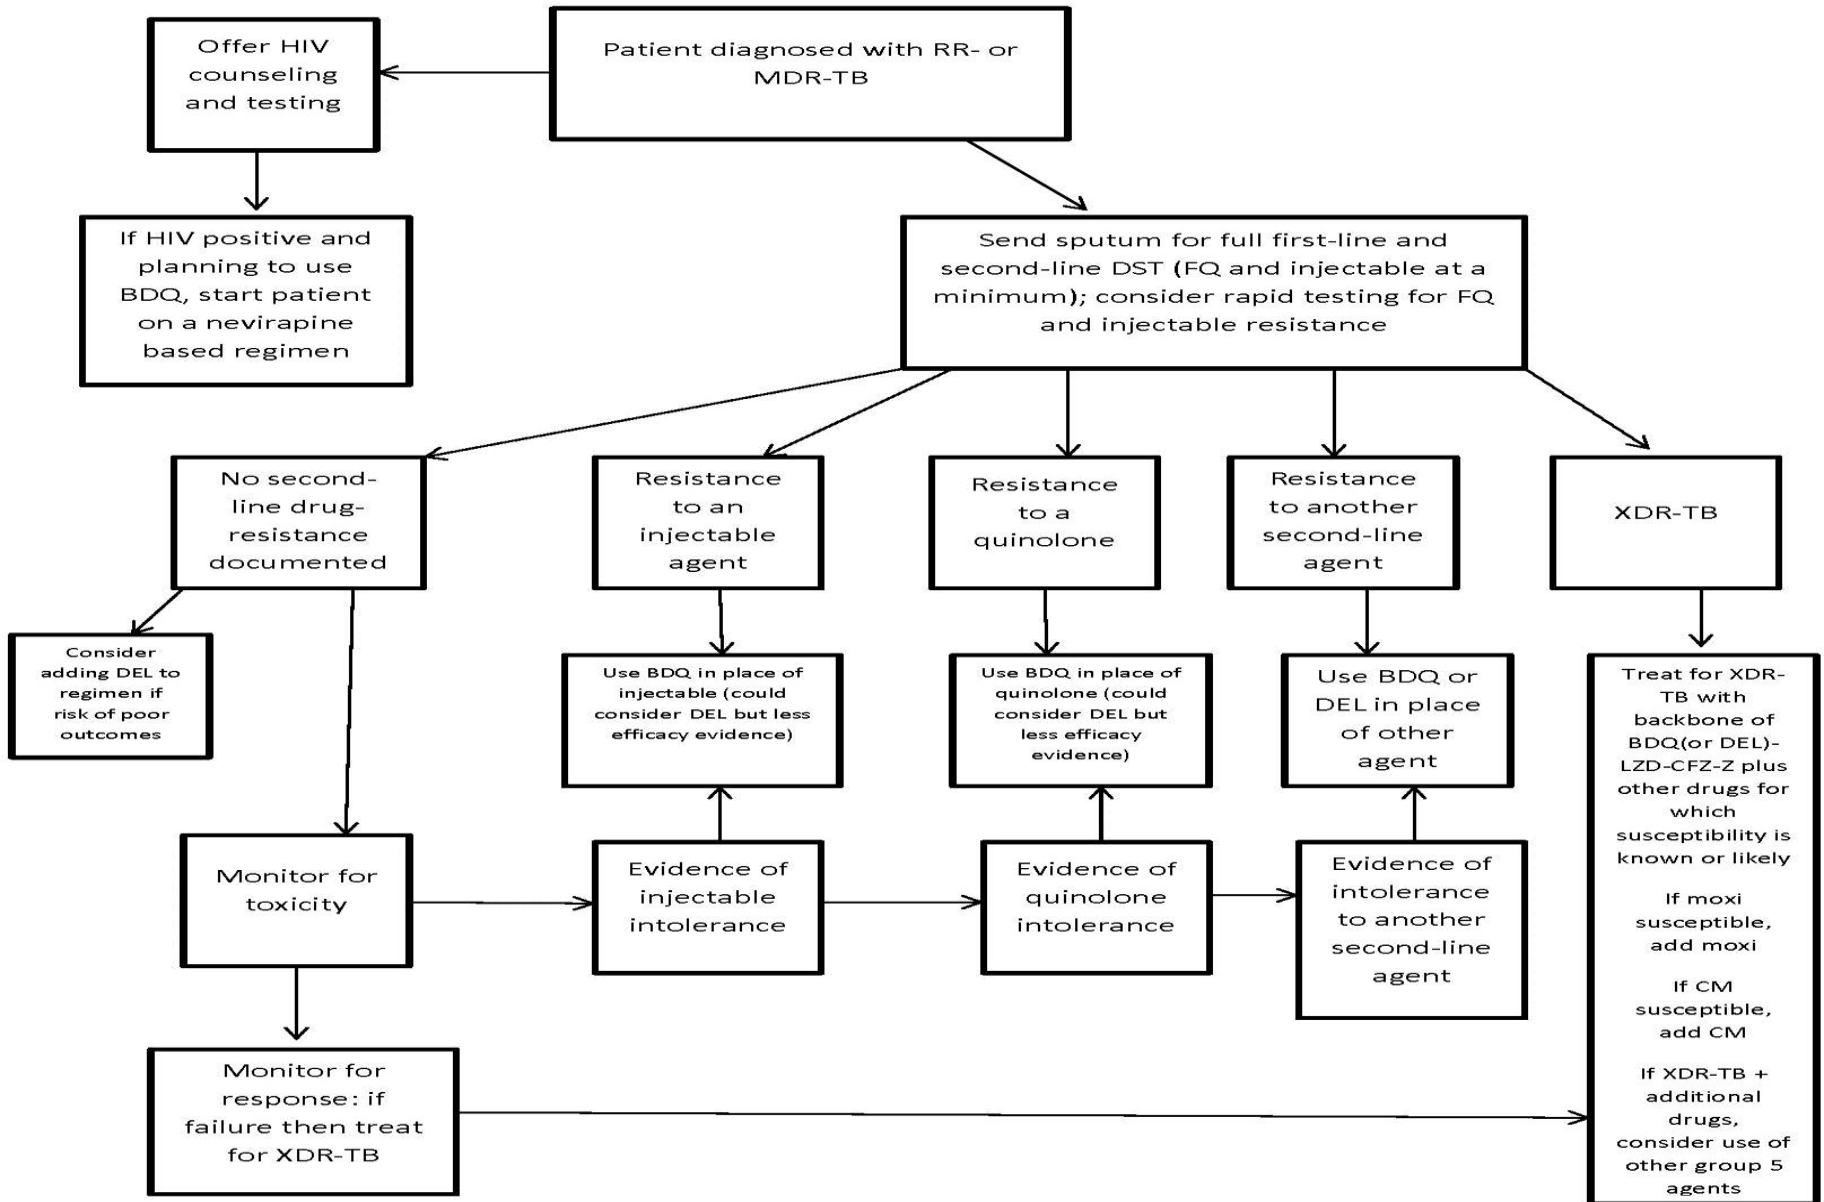 Offer HIV
counseling
and testing
Patient diagnosed with RR- or
MDR-TB
If HIV positive and
planning to use
BDQ, start patient
on a nevirapine
based regimen
Send sputum for full first-line and
second-line DST (FQ and injectable at a
minimum); consider rapid testing for FQ
and injectable resistance
No second-
line drug-
resistance
documented
Resistance
to an
injectable
agent
Resistance
to a
quinolone
Resistance
to another
second-line
agent
XDR-TB
Consider
adding DEL to
regimen if
risk of poor
outcomes
Use BDQ in place of
injectable (could
consider DEL but less
efficacy evidence)
Use BDQ in place of
quinolone (could
consider DEL but
less efficacy
evidence)
Use BDQ or
DEL in place
of other
agent
Treat for XDR-
TB with
backbone of
BDQ(or DEL)-
LZD-CFZ-Z plus
other drugs for
which
susceptibility is
known or likely
If moxi
susceptible,
add moxi
If CM
susceptible,
add CM
If XDR-TB +
additional
drugs,
consider use of
other group 5
agents
Monitor for
toxicity
Evidence of
injectable
intolerance
Evidence of
quinolone
intolerance
Evidence of
intolerance
to another
second-line
agent
Monitor for
response: if
failure then treat
for XDR-TB